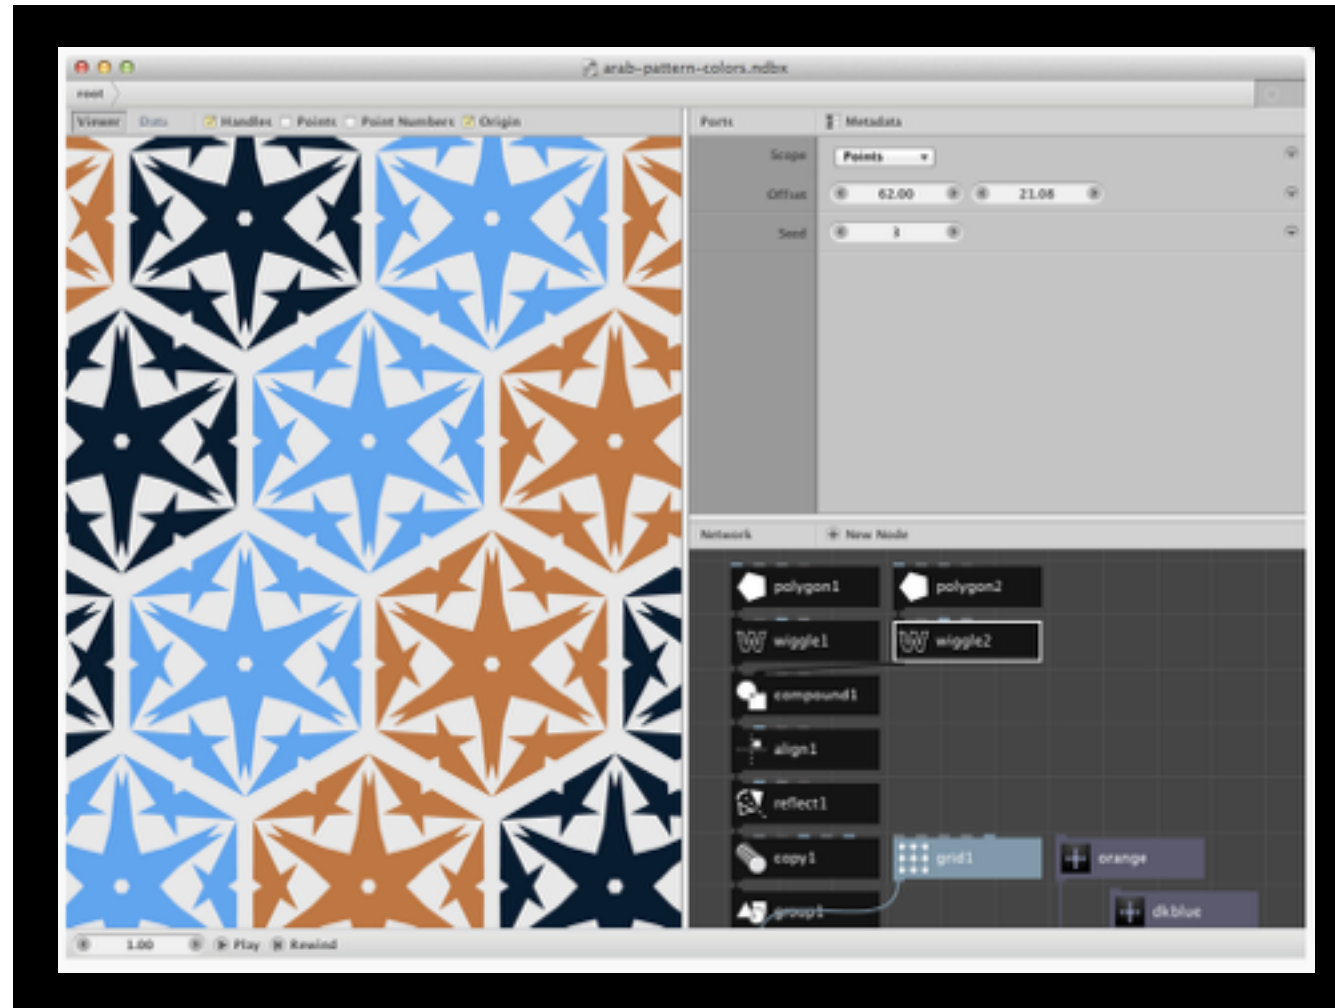 arab-pattern-colors.ndbx
root
Viewer Data Handles Points Point Numbers Origin
Ports Metadata
Scope Points
Offset 62.00 21.08
Seed 3
Network New Node
polygon1 polygon2
wiggle1 wiggle2
compound1
align1
reflect1
copy1 grid1 orange
group1 dkblue
1.00 Play Rewind